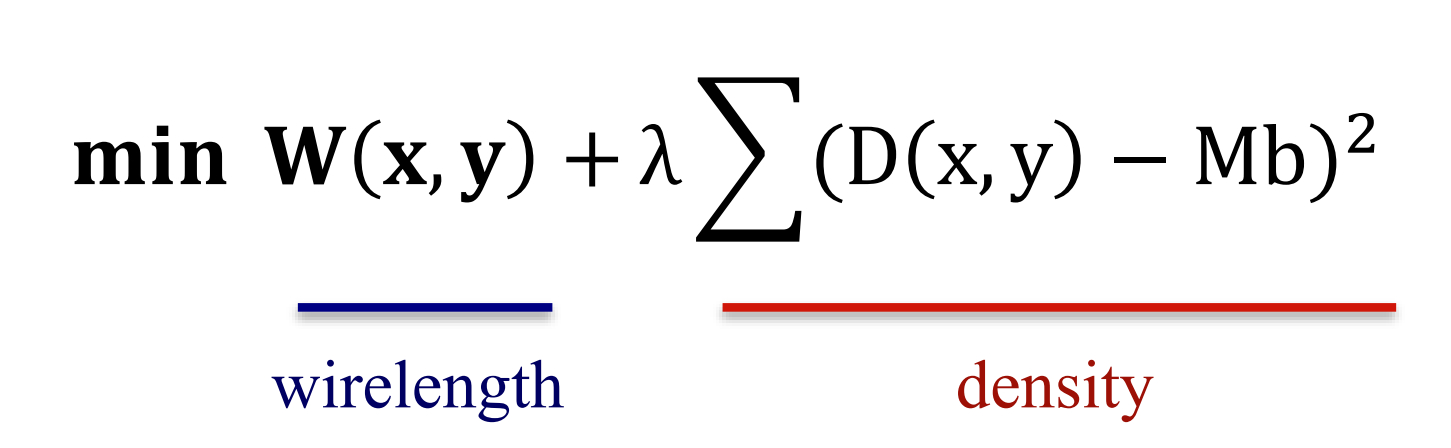 min W(x, y) + λ∑(D(x, y) − Mb)²
wirelength density